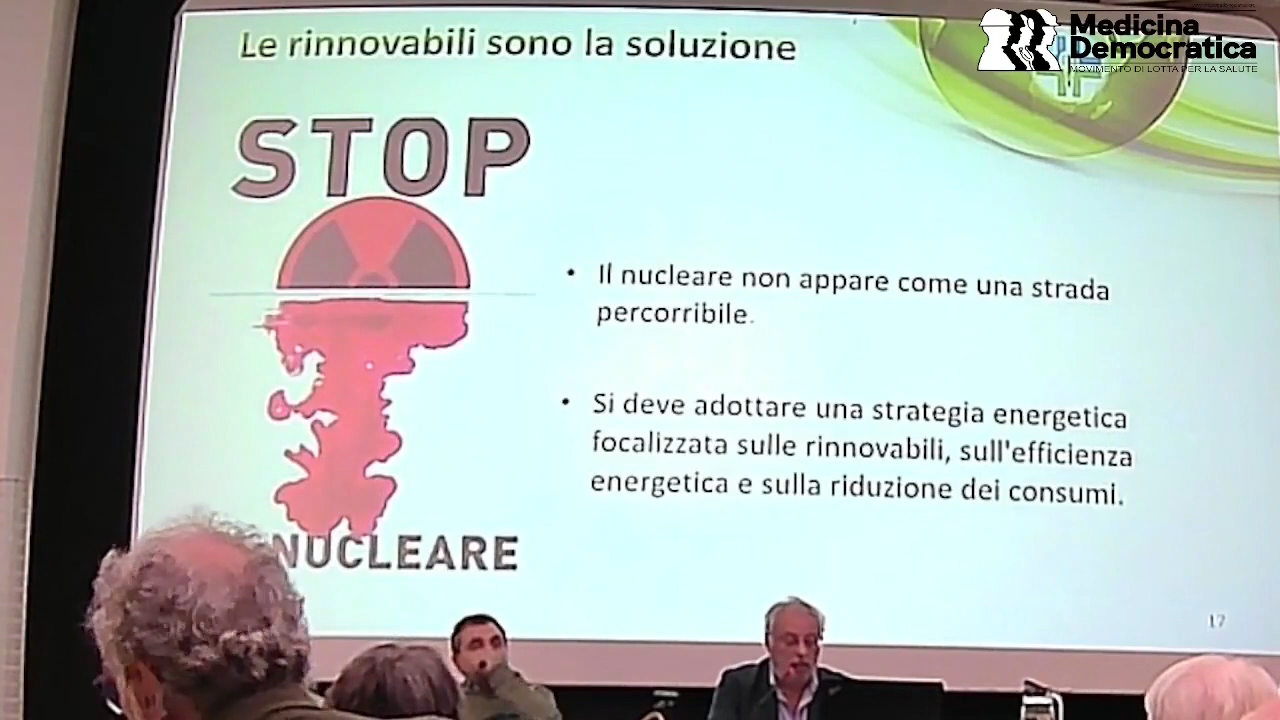 Le rinnovabili sono la soluzione
Medicina
Democratica
MOVIMENTO DI LOTTA PER LA SALUTE
STOP
NUCLEARE
• Il nucleare non appare come una strada
percorribile.
• Si deve adottare una strategia energetica
focalizzata sulle rinnovabili, sull'efficienza
energetica e sulla riduzione dei consumi.
17